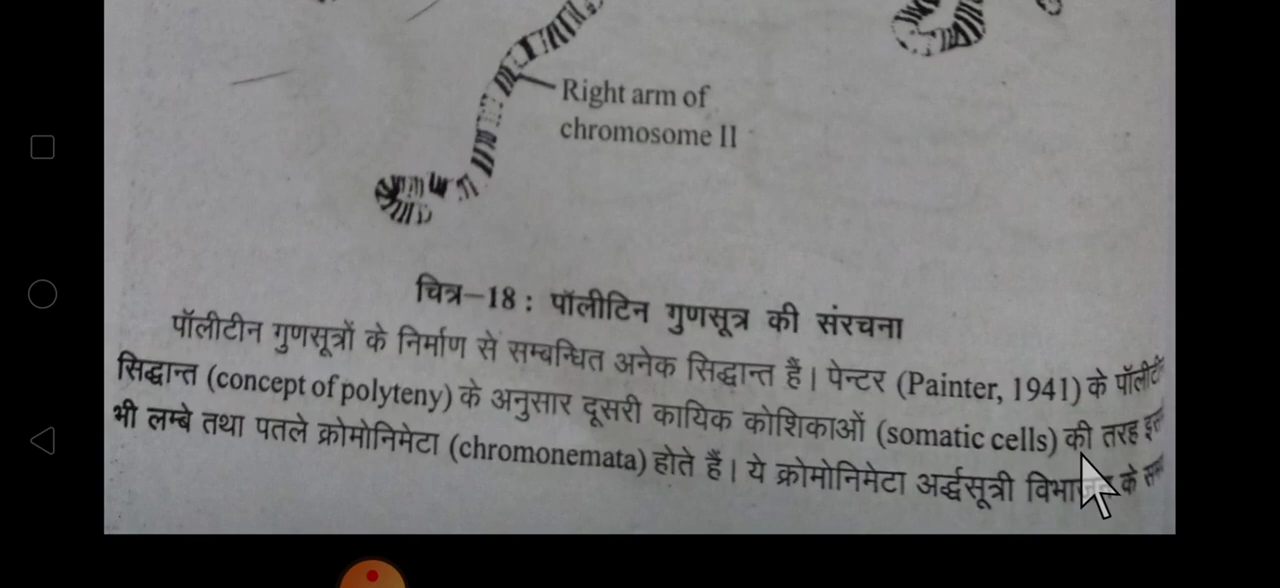 Right arm of
chromosome II
चित्र–18 : पॉलीटिन गुणसूत्र की संरचना
पॉलीटीन गुणसूत्रों के निर्माण से सम्बन्धित अनेक सिद्धान्त हैं। पेन्टर (Painter, 1941) के
सिद्धान्त (concept of polyteny) के अनुसार दूसरी कायिक कोशिकाओं (somatic cells) की तरह
भी लम्बे तथा पतले क्रोमोनिमेटा (chromonemata) होते हैं। ये क्रोमोनिमेटा अर्द्धसूत्री विभाजन के